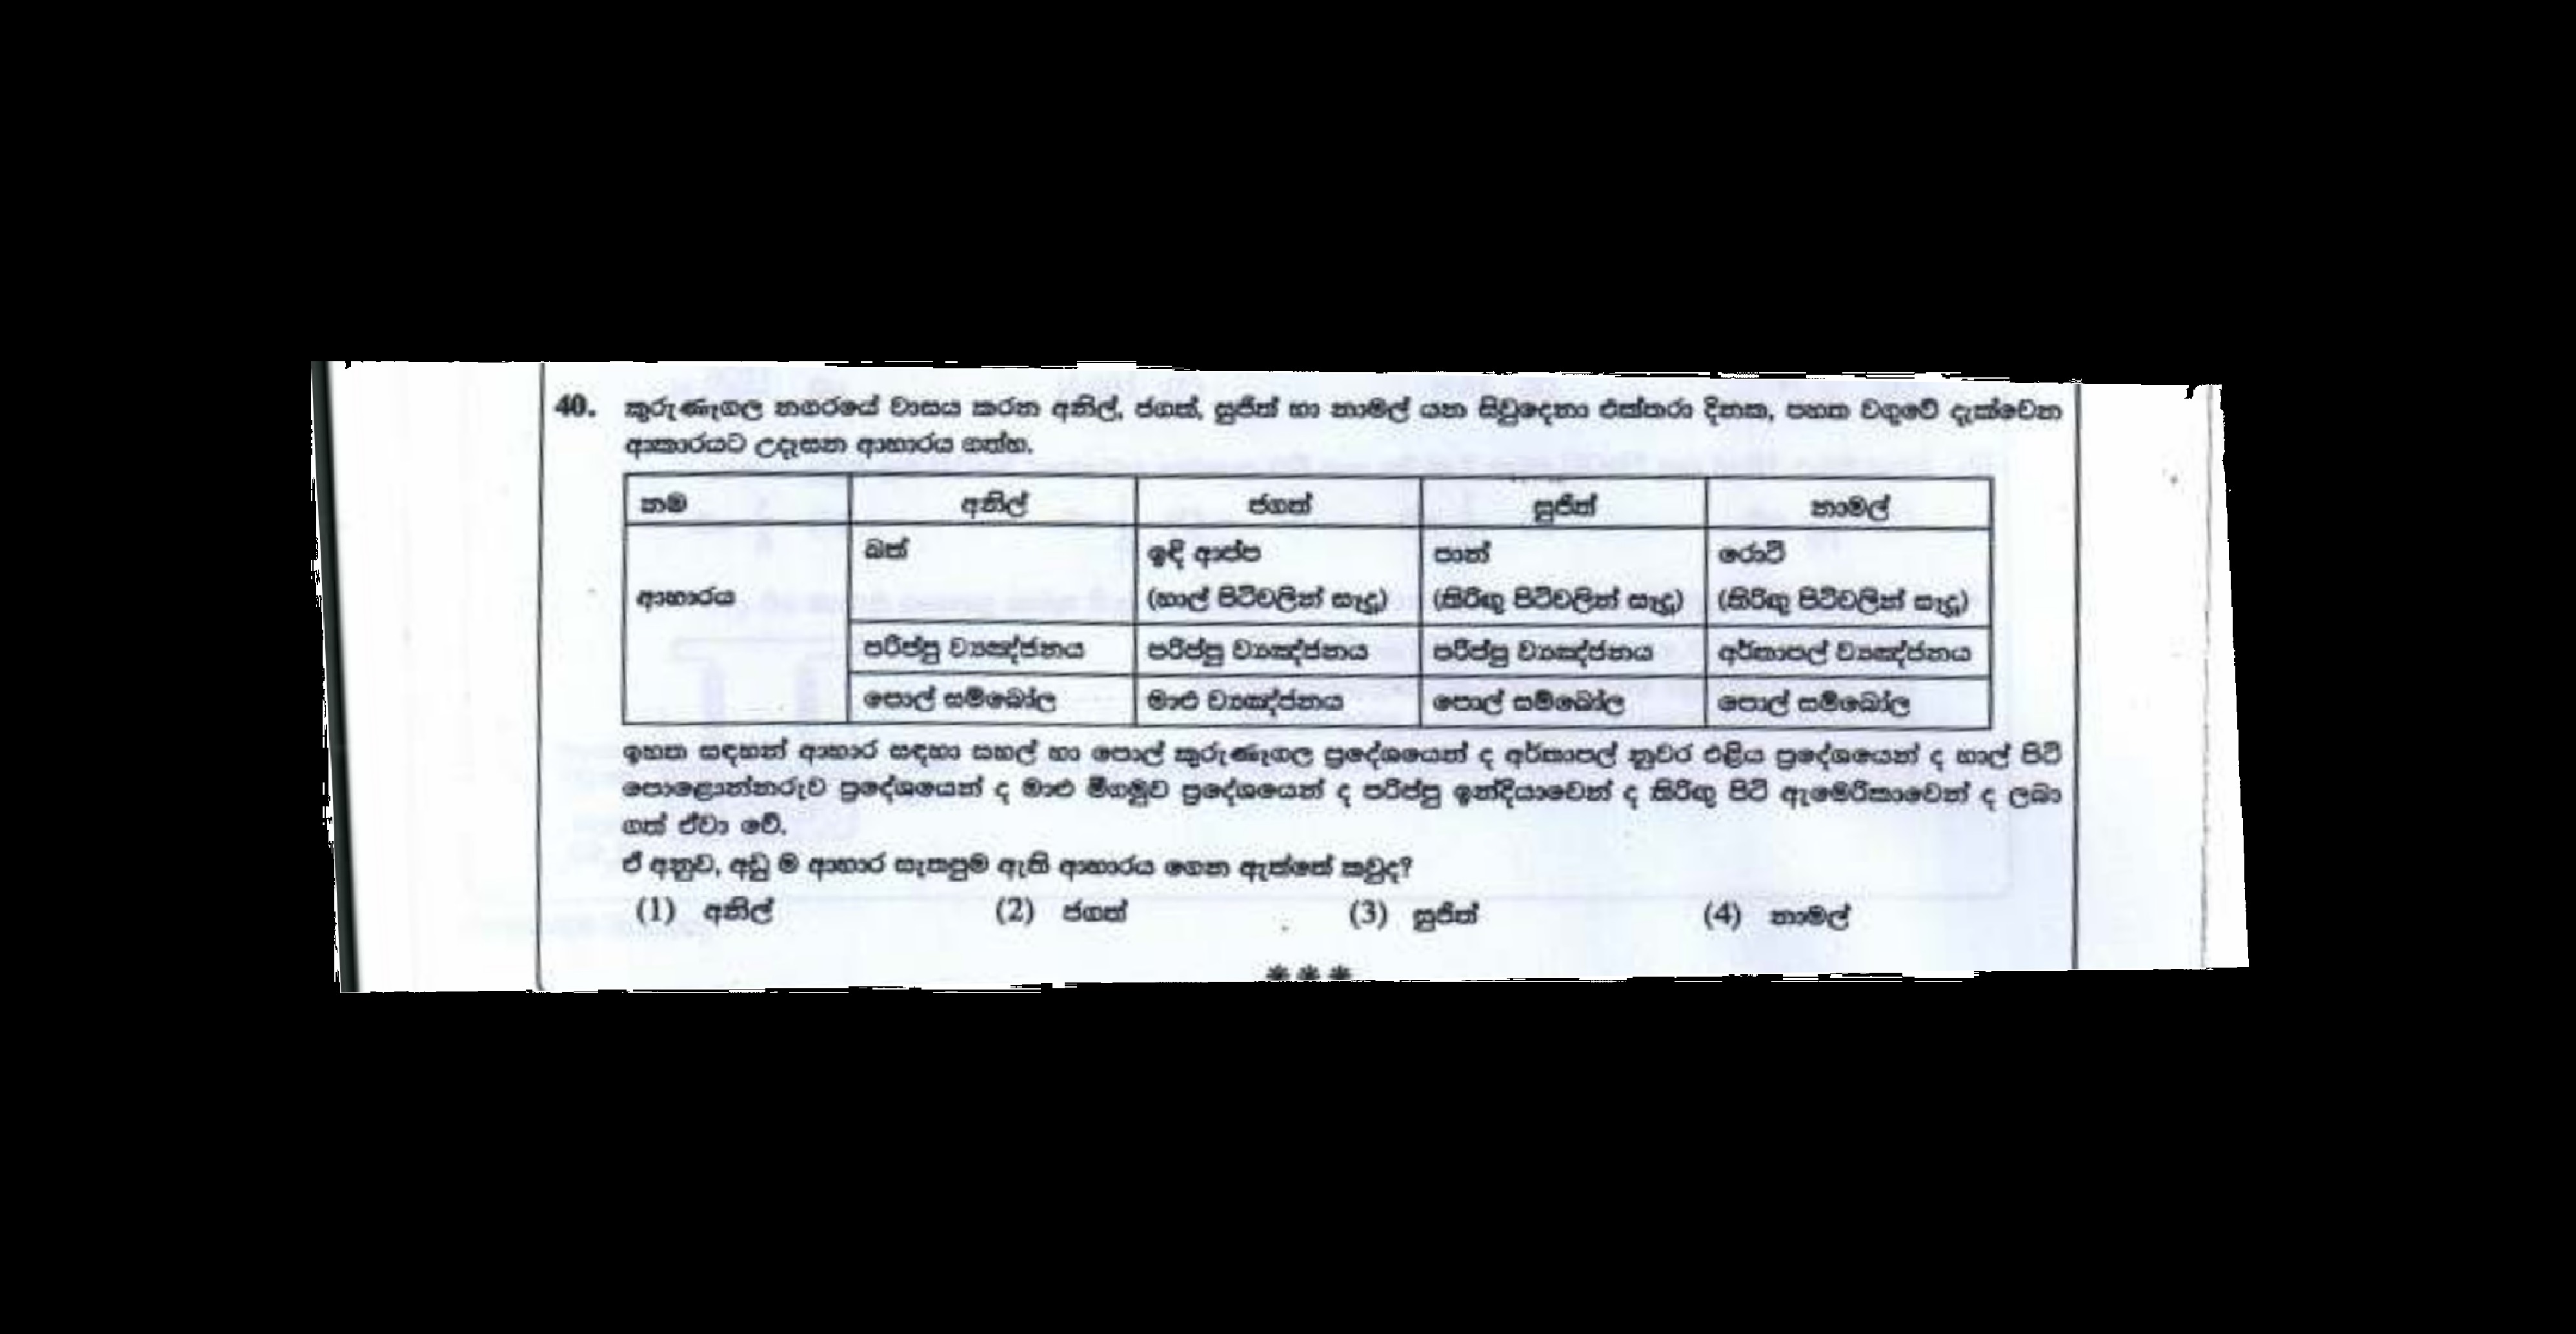 40. කුරුණෑගල නගරයේ වාසය කරන අනිල්, ජගත්, සුජිත් හා නාමල් යන සිවුදෙනා එක්තරා දිනක, පහත වගුවේ දැක්වෙන
ආකාරයට උදෑසන ආහාරය ගත්හ.
නම අනිල් ජගත් සුජිත් නාමල්
ආහාරය බත් ඉඳි ආප්ප (හාල් පිටිවලින් සෑදූ) පාන් (තිරිඟු පිටිවලින් සෑදූ) රොටී (තිරිඟු පිටිවලින් සෑදූ)
පරිප්පු ව්‍යඤ්ජනය පරිප්පු ව්‍යඤ්ජනය පරිප්පු ව්‍යඤ්ජනය අර්තාපල් ව්‍යඤ්ජනය
පොල් සම්බෝල මාළු ව්‍යඤ්ජනය පොල් සම්බෝල පොල් සම්බෝල
ඉහත සඳහන් ආහාර සඳහා සහල් හා පොල් කුරුණෑගල ප්‍රදේශයෙන් ද අර්තාපල් නුවර එළිය ප්‍රදේශයෙන් ද හාල් පිටි
පොළොන්නරුව ප්‍රදේශයෙන් ද මාළු මීගමුව ප්‍රදේශයෙන් ද පරිප්පු ඉන්දියාවෙන් ද තිරිඟු පිටි ඇමෙරිකාවෙන් ද ලබා
ගත් ඒවා වේ.
ඒ අනුව, අඩු ම ආහාර සැතපුම ඇති ආහාරය ගෙන ඇත්තේ කවුද?
(1) අනිල් (2) ජගත් (3) සුජිත් (4) නාමල්
* * *